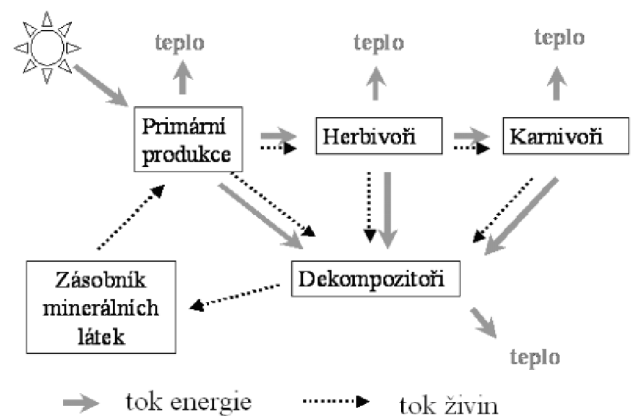 teplo
teplo
teplo
Primární
produkce
Herbivoři
Karnivoři
Zásobník
minerálních
látek
Dekompozitoři
teplo
tok energie
tok živin